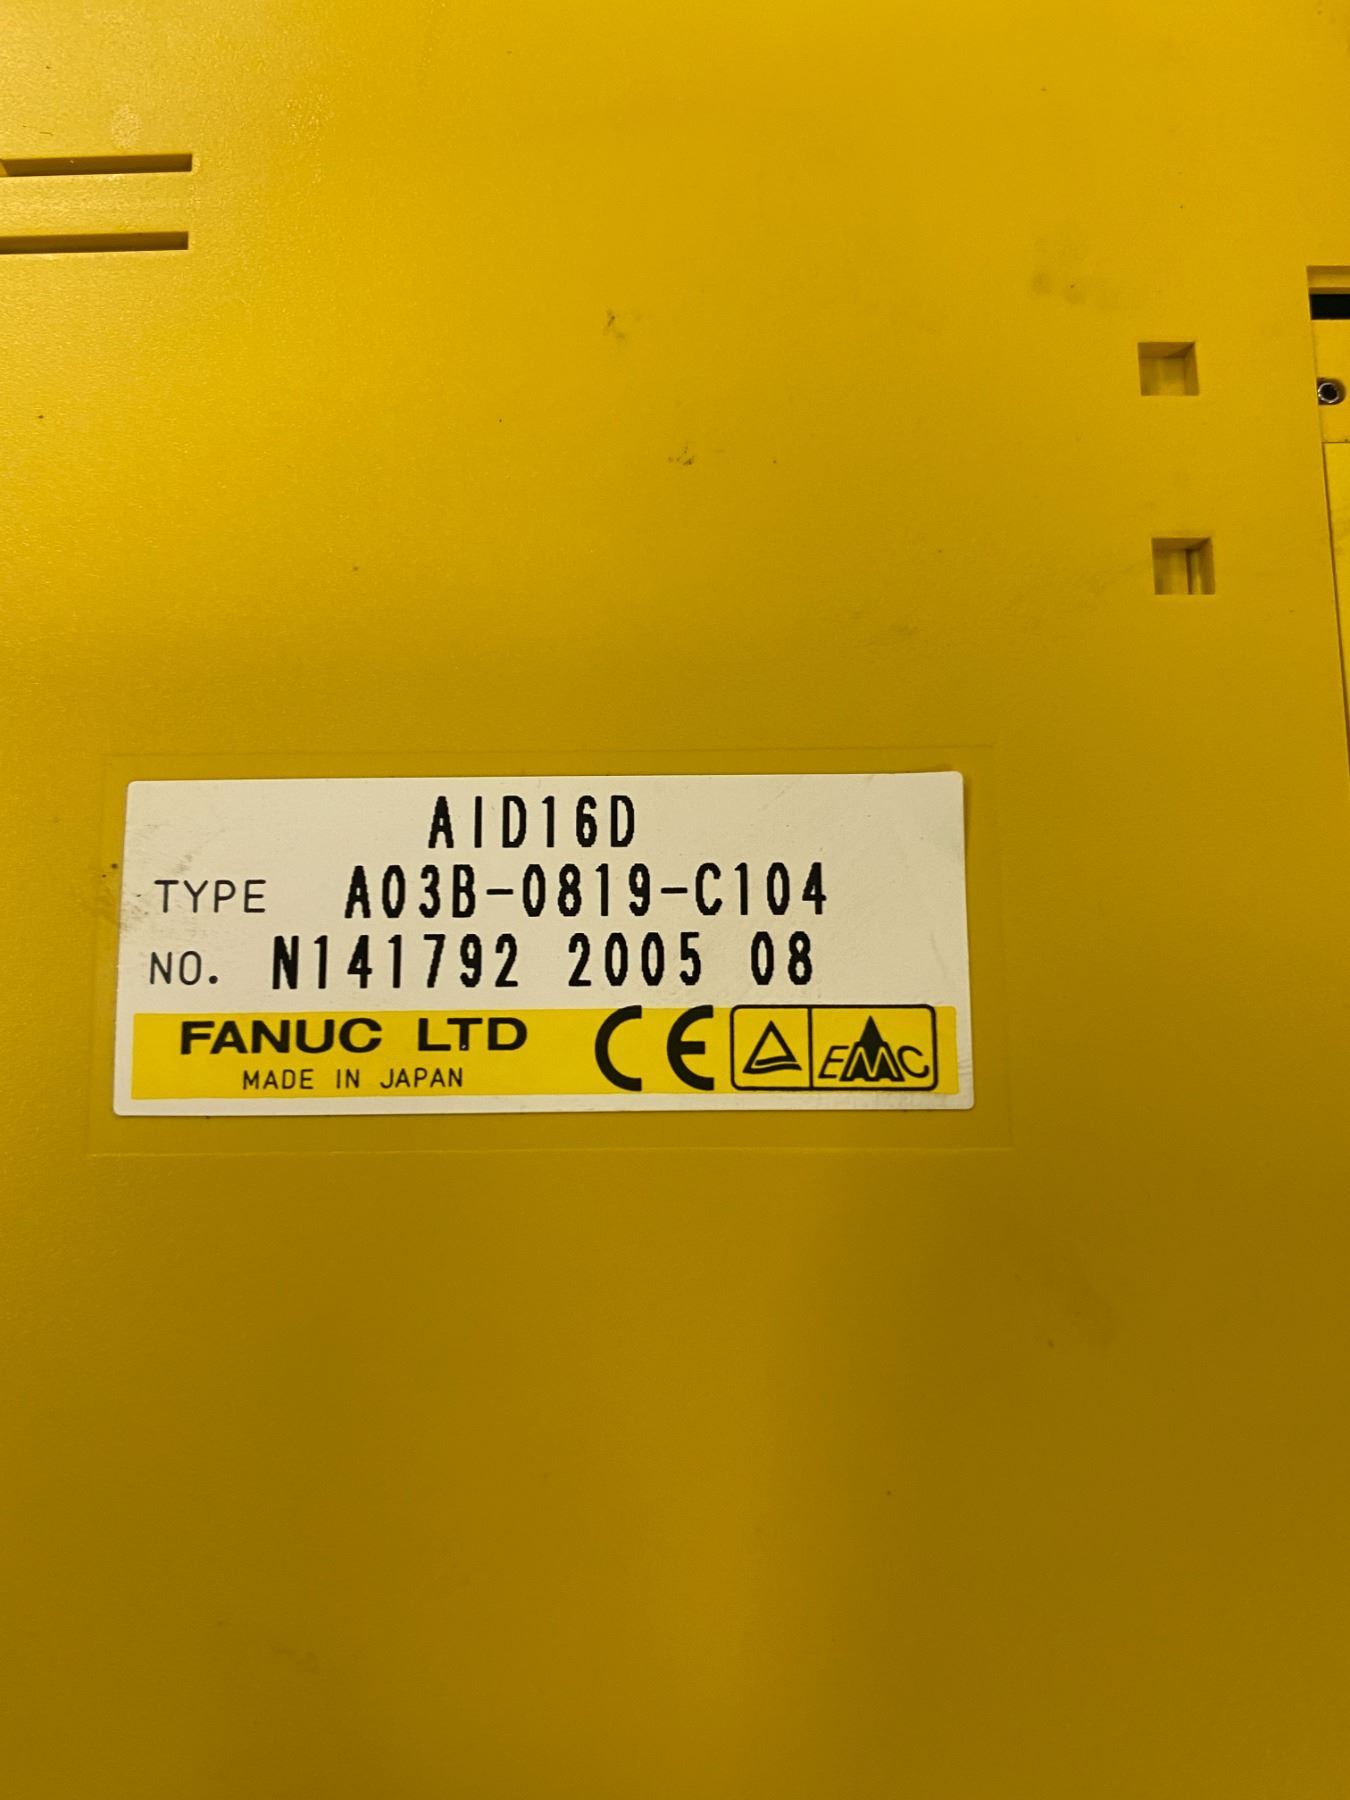 AID16D
TYPE A03B-0819-C104
NO. N141792 2005 08
FANUC LTD CE EMC
MADE IN JAPAN